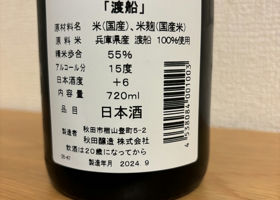 「渡船」
原材料名 米(国産)、米麹(国産米)
原料米 兵庫県産 渡船 100%使用
精米歩合 55%
アルコール分 15度
日本酒度 +6
内容量 720ml
品目 日本酒
製造者 秋田市楢山登町5-2
秋田醸造 株式会社
飲酒は20歳になってから
製造年月 2024. 9
4538084001003